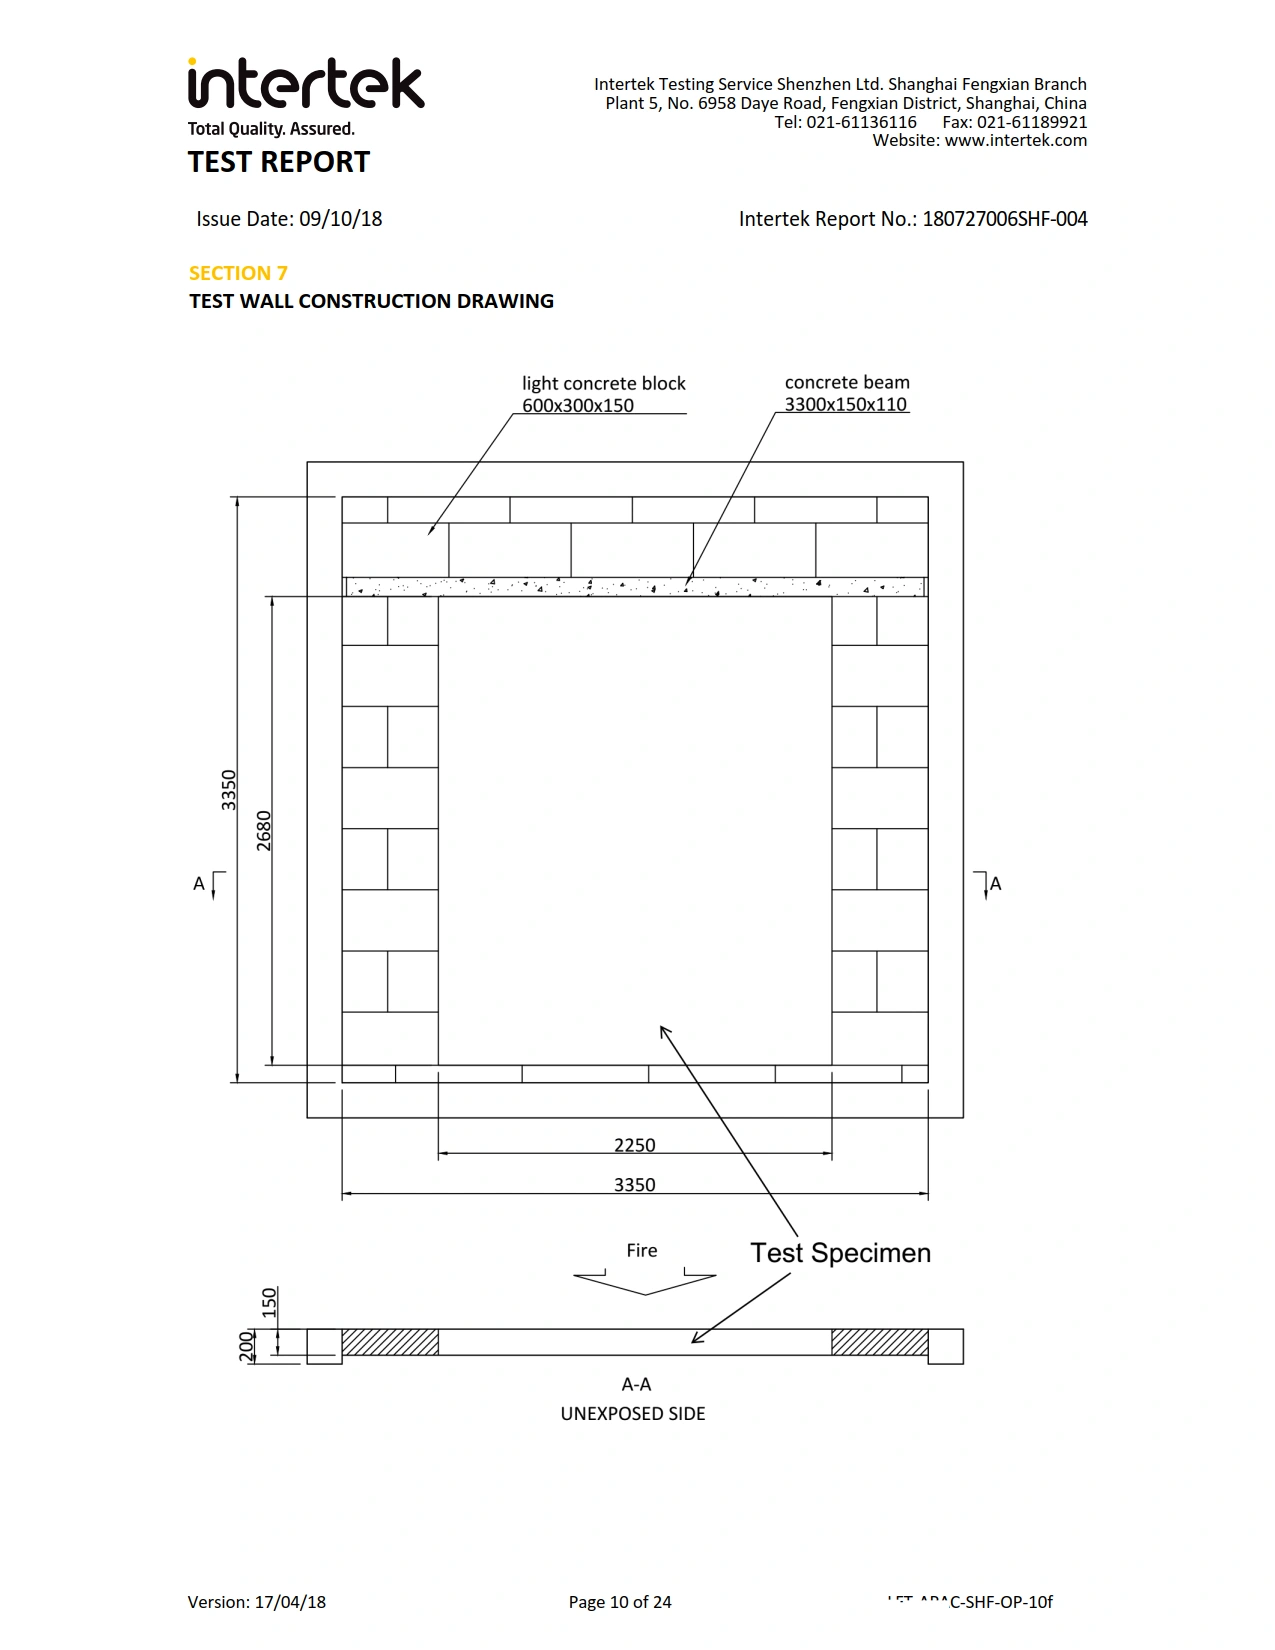 intertek
Total Quality. Assured.
TEST REPORT
Intertek Testing Service Shenzhen Ltd. Shanghai Fengxian Branch
Plant 5, No. 6958 Daye Road, Fengxian District, Shanghai, China
Tel: 021-61136116 Fax: 021-61189921
Website: www.intertek.com
Issue Date: 09/10/18 Intertek Report No.: 180727006SHF-004
SECTION 7
TEST WALL CONSTRUCTION DRAWING
light concrete block
600x300x150
concrete beam
3300x150x110
3350
2680
A
A
2250
3350
Fire
Test Specimen
150
200
A-A
UNEXPOSED SIDE
Version: 17/04/18 Page 10 of 24 C-SHF-OP-10f